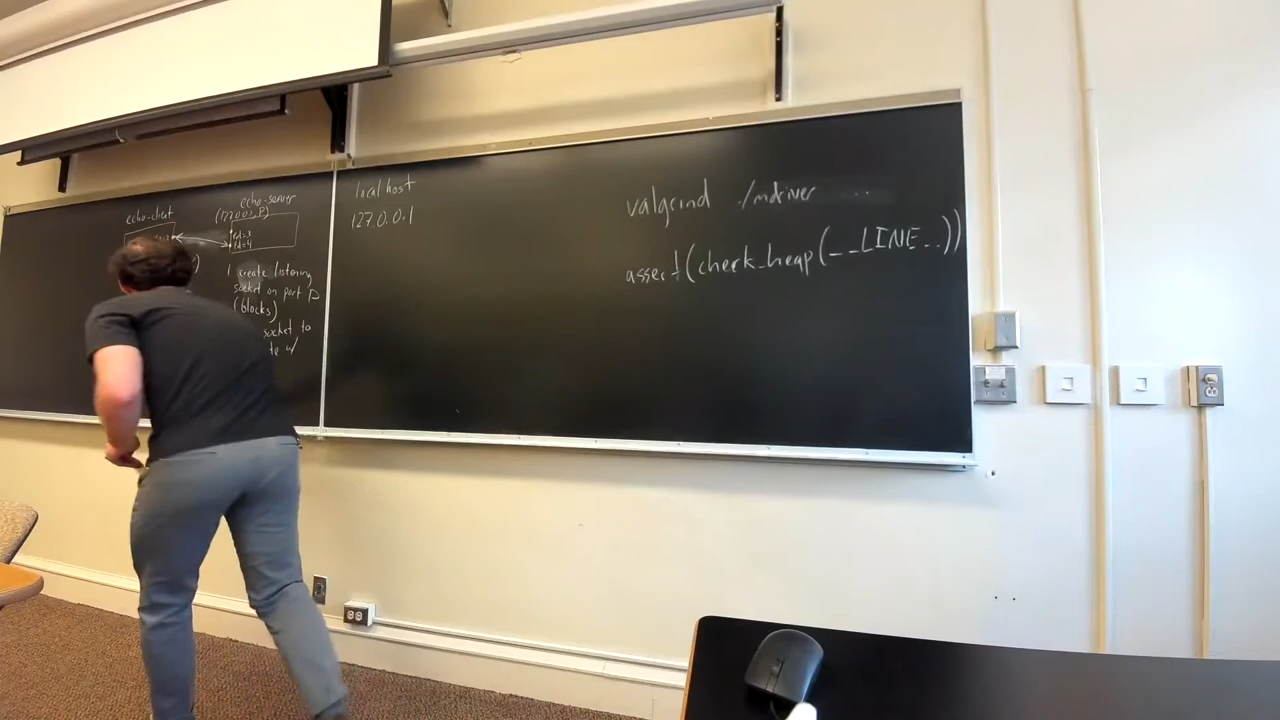 echo-client
echo-server
(127.0.0.1, P)
fd=3
fd=4
1 create listening
socket on port P
(blocks)
socket to
te w/
localhost
127.0.0.1
valgrind ./mdriver ..
assert(check_heap(__LINE__))